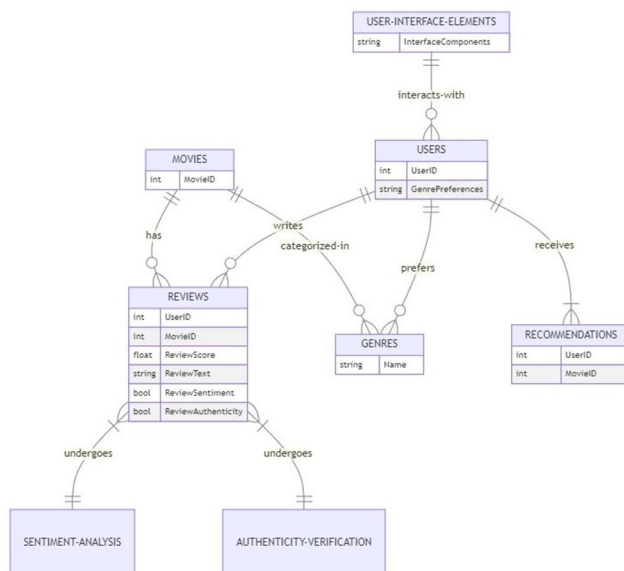 USER-INTERFACE-ELEMENTS
string InterfaceComponents
interacts-with
USERS
int UserID
string GenrePreferences
MOVIES
int MovieID
writes
categorized-in
has
receives
prefers
REVIEWS
int UserID
int MovieID
float ReviewScore
string ReviewText
bool ReviewSentiment
bool ReviewAuthenticity
GENRES
string Name
RECOMMENDATIONS
int UserID
int MovieID
undergoes
undergoes
SENTIMENT-ANALYSIS
AUTHENTICITY-VERIFICATION